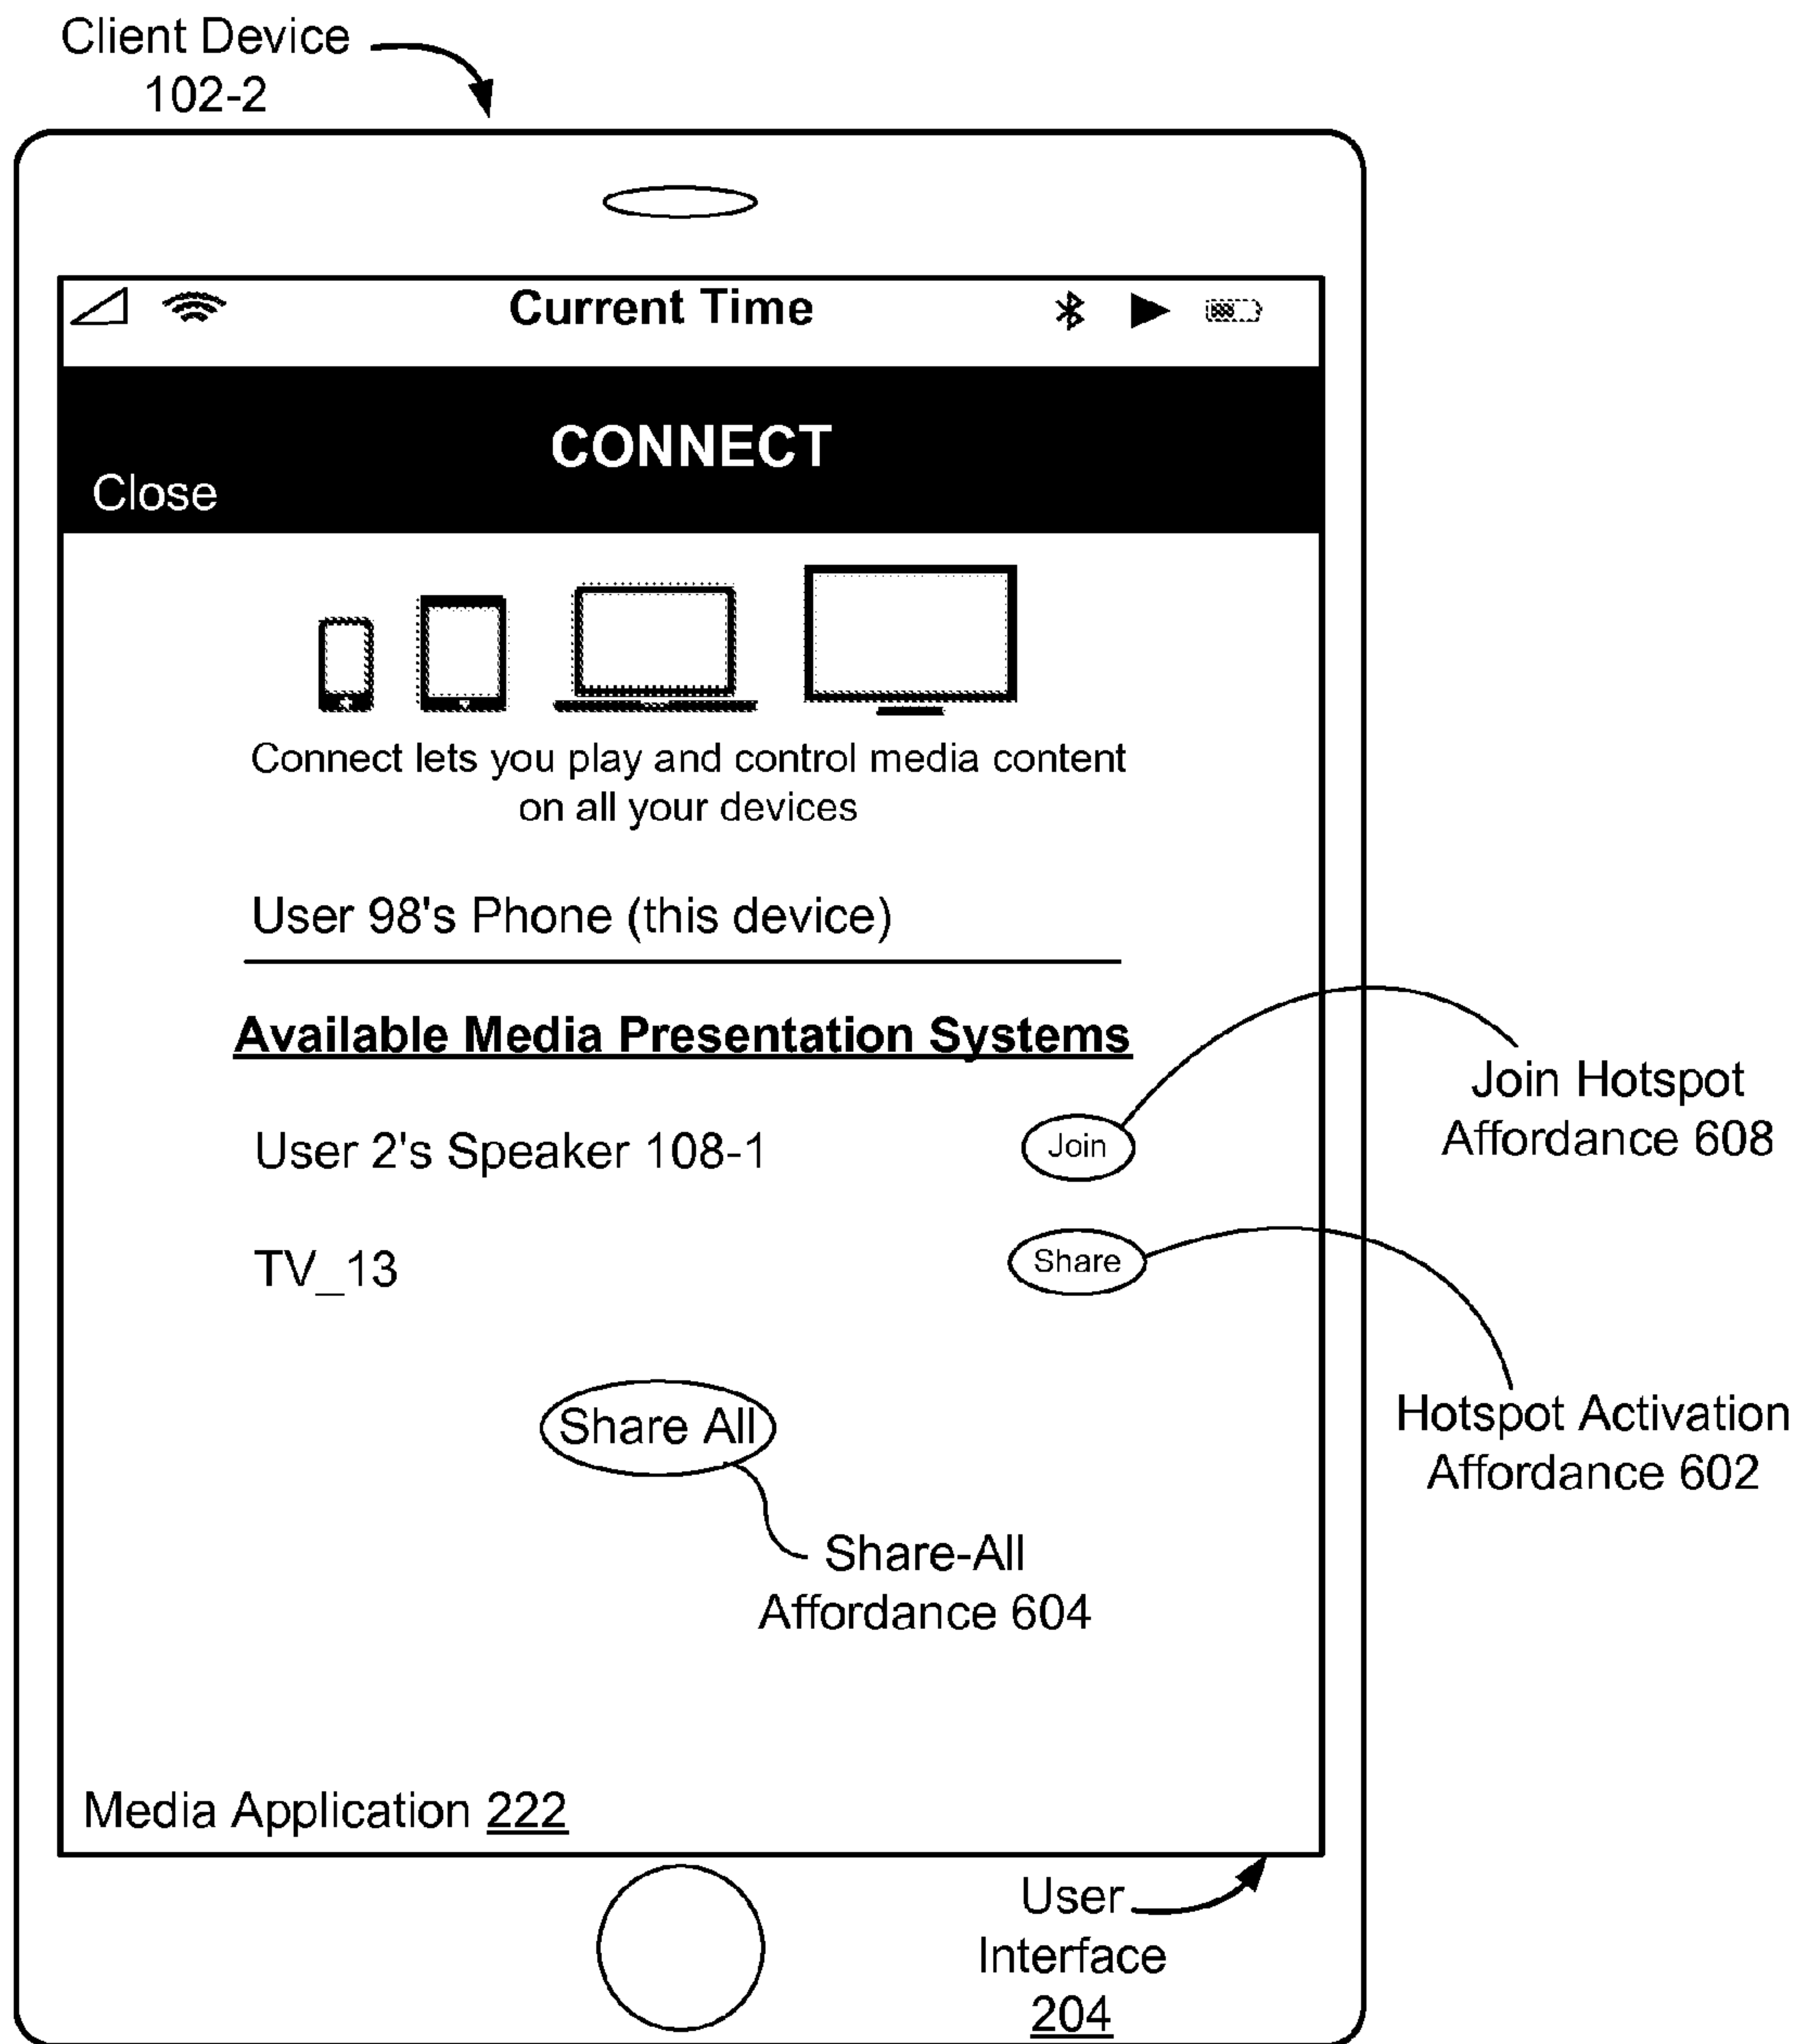 Client Device
102-2
Current Time
CONNECT
Close
Connect lets you play and control media content
on all your devices
User 98's Phone (this device)
Available Media Presentation Systems
User 2's Speaker 108-1
Join
Join Hotspot
Affordance 608
TV_13
Share
Hotspot Activation
Affordance 602
Share All
Share-All
Affordance 604
Media Application 222
User
Interface
204